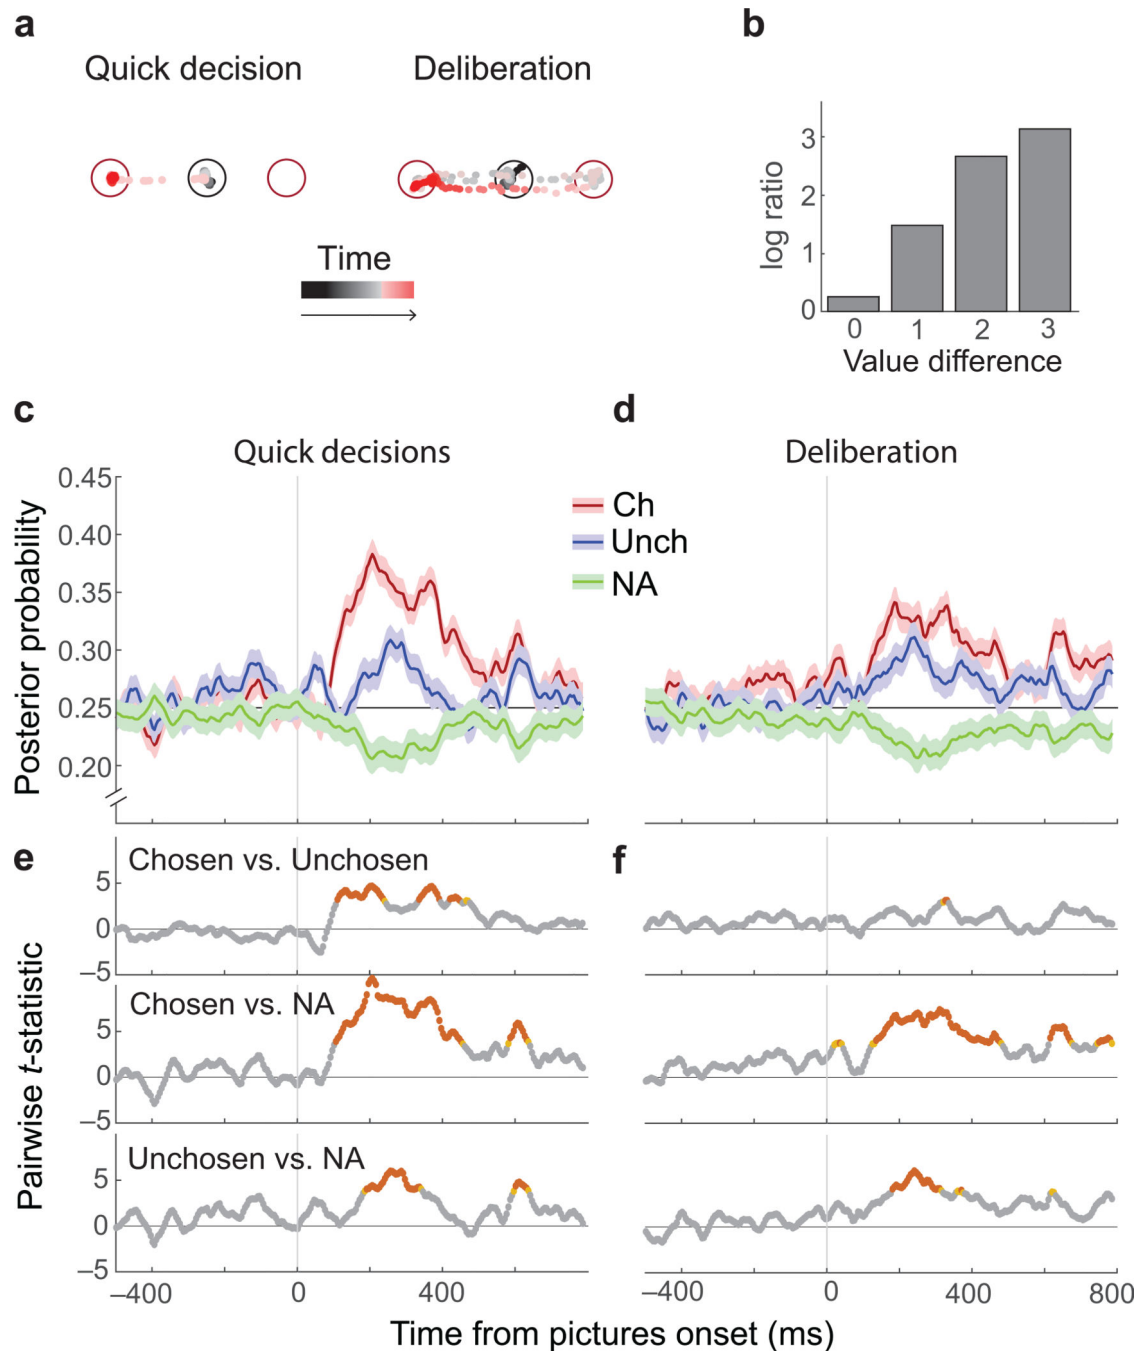 a
Quick decision
Deliberation
Time
b
3
2
1
0
log ratio
0 1 2 3
Value difference
c
Quick decisions
0.45
0.40
0.35
0.30
0.25
0.20
Posterior probability
Ch
Unch
NA
d
Deliberation
e
Chosen vs. Unchosen
5
−5
Chosen vs. NA
5
0
−5
Unchosen vs. NA
5
0
−5
Pairwise t-statistic
f
−400 0 400
−400 0 400 800
Time from pictures onset (ms)